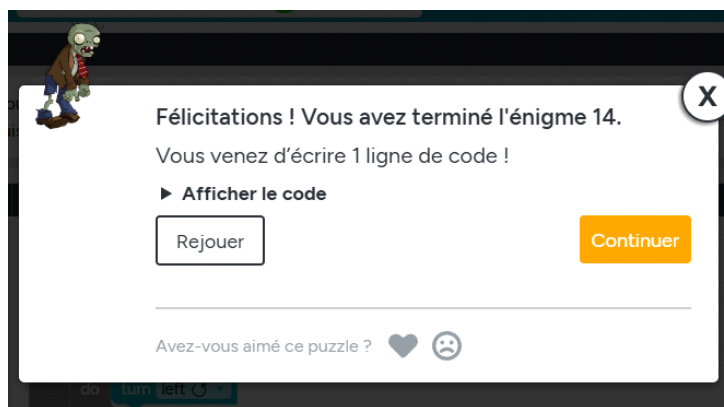 X
Félicitations ! Vous avez terminé l'énigme 14.
Vous venez d’écrire 1 ligne de code !
Afficher le code
Rejouer
Continuer
Avez-vous aimé ce puzzle ?
do turn left